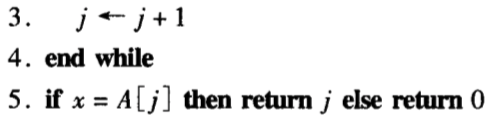 3. j ← j + 1
4. end while
5. if x = A[j] then return j else return 0